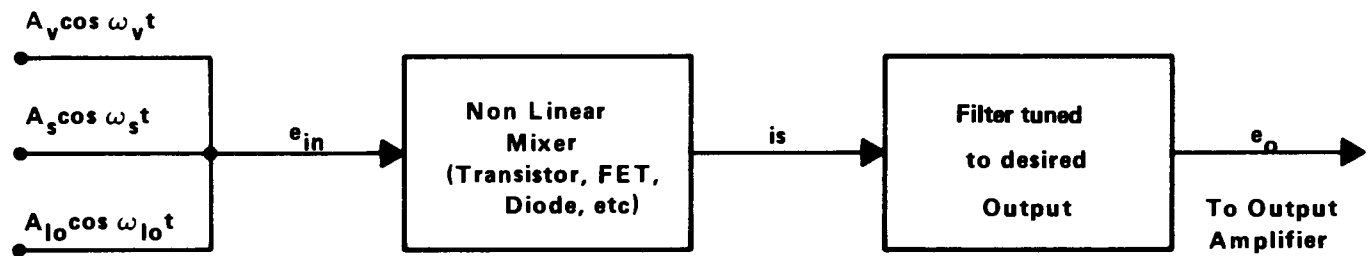 A_v cos ω_v t
A_s cos ω_s t
A_lo cos ω_lo t
e_in
Non Linear
Mixer
(Transistor, FET,
Diode, etc)
is
Filter tuned
to desired
Output
e_o
To Output
Amplifier